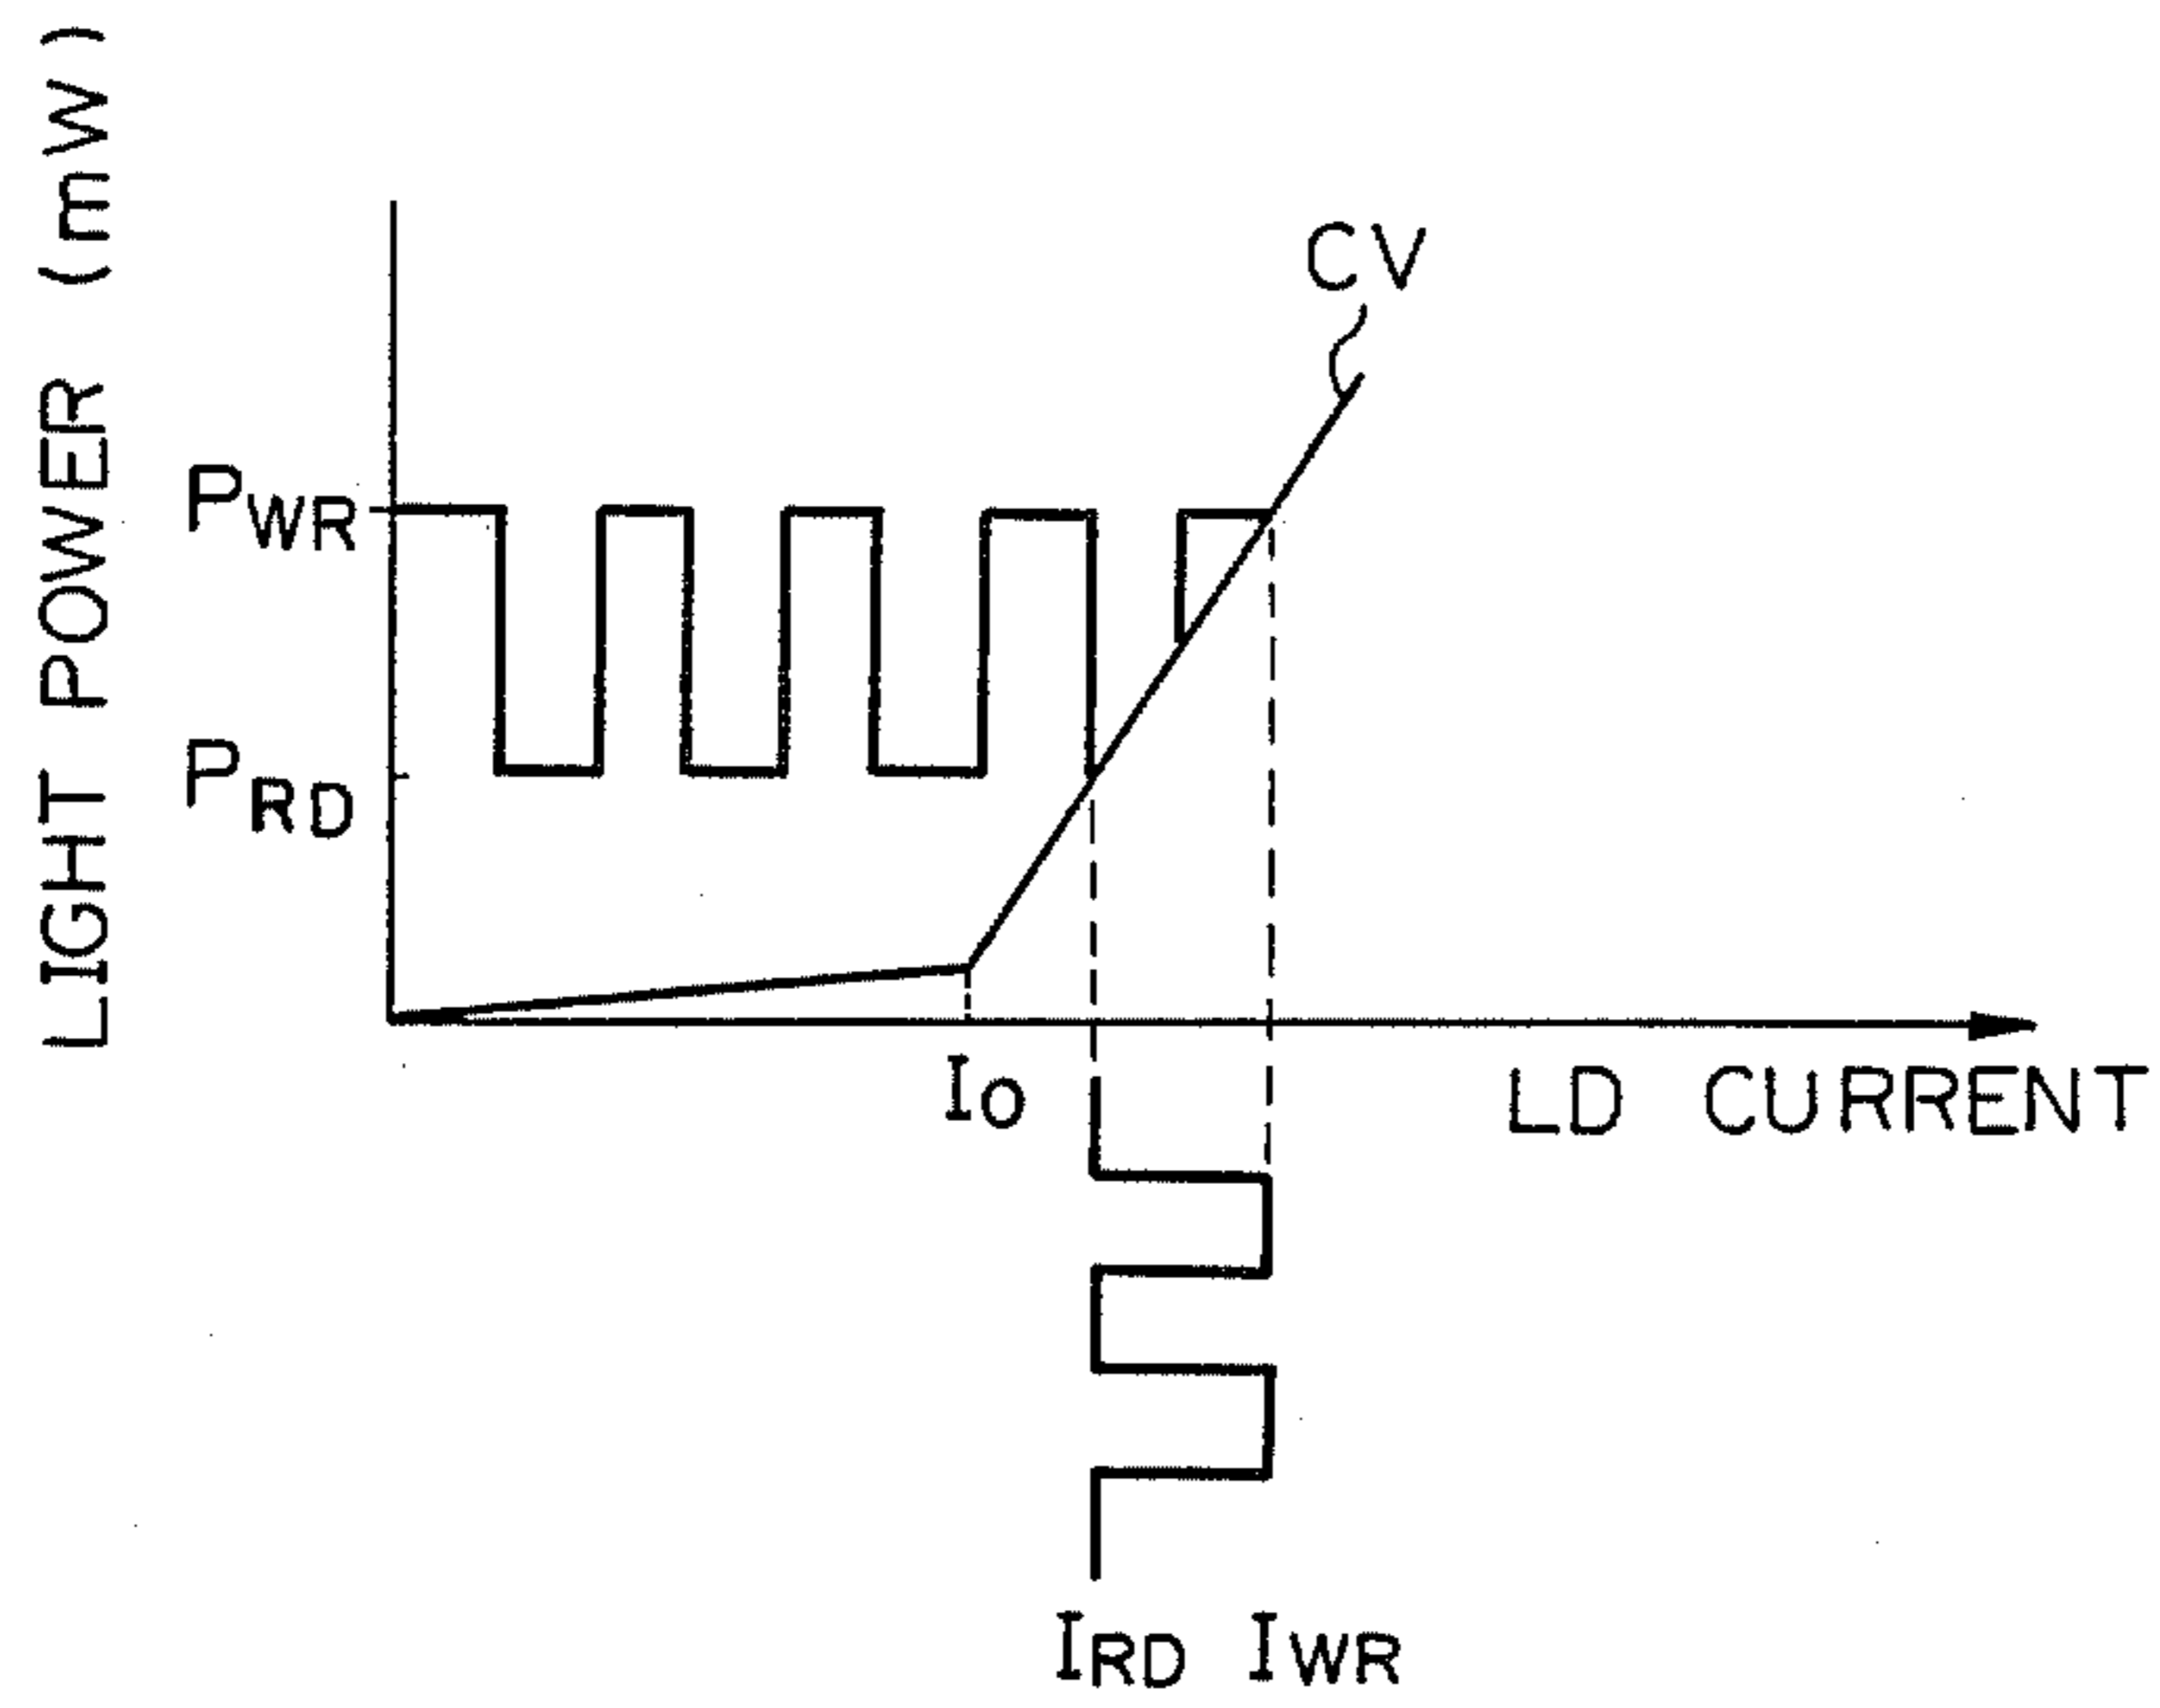 LIGHT POWER (mW)
CV
PWR
PRD
IO
LD CURRENT
IRD IWR